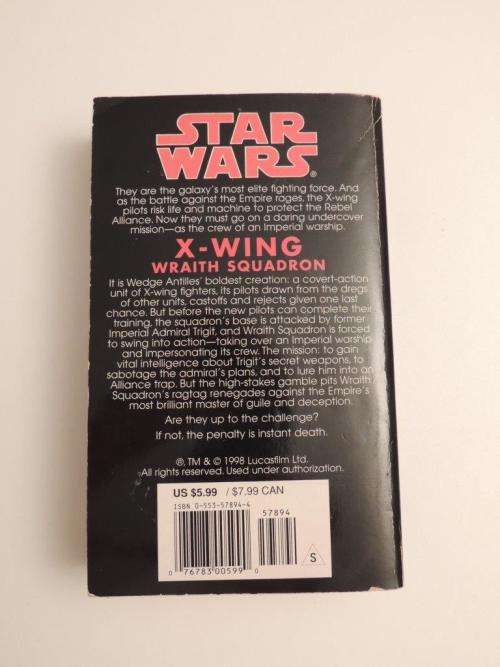 STAR
WARS®
They are the galaxy's most elite fighting force. And
as the battle against the Empire rages, the X-wing
pilots risk life and machine to protect the Rebel
Alliance. Now they must go on a daring undercover
mission—as the crew of an Imperial warship.
X-WING
WRAITH SQUADRON
It is Wedge Antilles' boldest creation: a covert-action
unit of X-wing fighters, its pilots drawn from the dregs
of other units, castoffs and rejects given one last
chance. But before the new pilots can complete their
training, the squadron's base is attacked by former
Imperial Admiral Trigit, and Wraith Squadron is forced
to swing into action—taking over an Imperial warship
and impersonating its crew. The mission: to gain
vital intelligence about Trigit's secret weapons, to
sabotage the admiral's plans, and to lure him into an
Alliance trap. But the high-stakes gamble pits Wraith
Squadron's ragtag renegades against the Empire's
most brilliant master of guile and deception.
Are they up to the challenge?
If not, the penalty is instant death.
®, TM & © 1998 Lucasfilm Ltd.
All rights reserved. Used under authorization.
US $5.99 / $7.99 CAN
ISBN 0-553-57894-4
57894
S
0 76783 00599 0